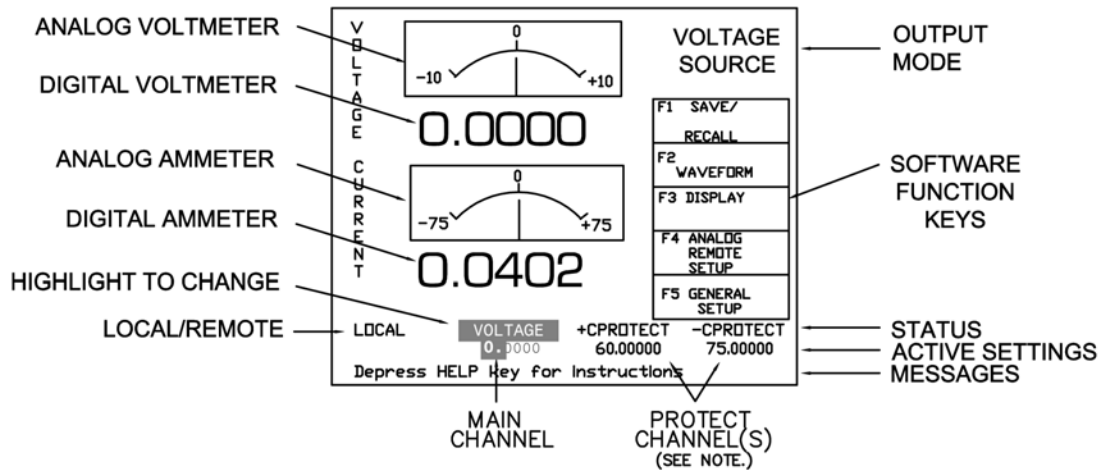 ANALOG VOLTMETER
DIGITAL VOLTMETER
ANALOG AMMETER
DIGITAL AMMETER
HIGHLIGHT TO CHANGE
LOCAL/REMOTE
VOLTAGE
CURRENT
0
-10
+10
0.0000
0
-75
+75
0.0402
VOLTAGE
SOURCE
F1 SAVE/
RECALL
F2
WAVEFORM
F3 DISPLAY
F4 ANALOG
REMOTE
SETUP
F5 GENERAL
SETUP
LOCAL
VOLTAGE
0.0000
+CPROTECT
60.00000
-CPROTECT
75.00000
Depress HELP key for Instructions
OUTPUT
MODE
SOFTWARE
FUNCTION
KEYS
STATUS
ACTIVE SETTINGS
MESSAGES
MAIN
CHANNEL
PROTECT
CHANNEL(S)
(SEE NOTE.)